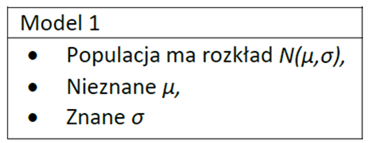 Model 1
• Populacja ma rozkład N(μ,σ),
• Nieznane μ,
• Znane σ